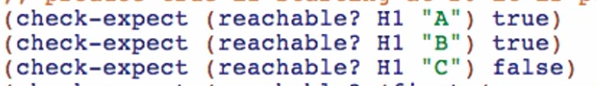 (check-expect (reachable? H1 "A") true)
(check-expect (reachable? H1 "B") true)
(check-expect (reachable? H1 "C") false)